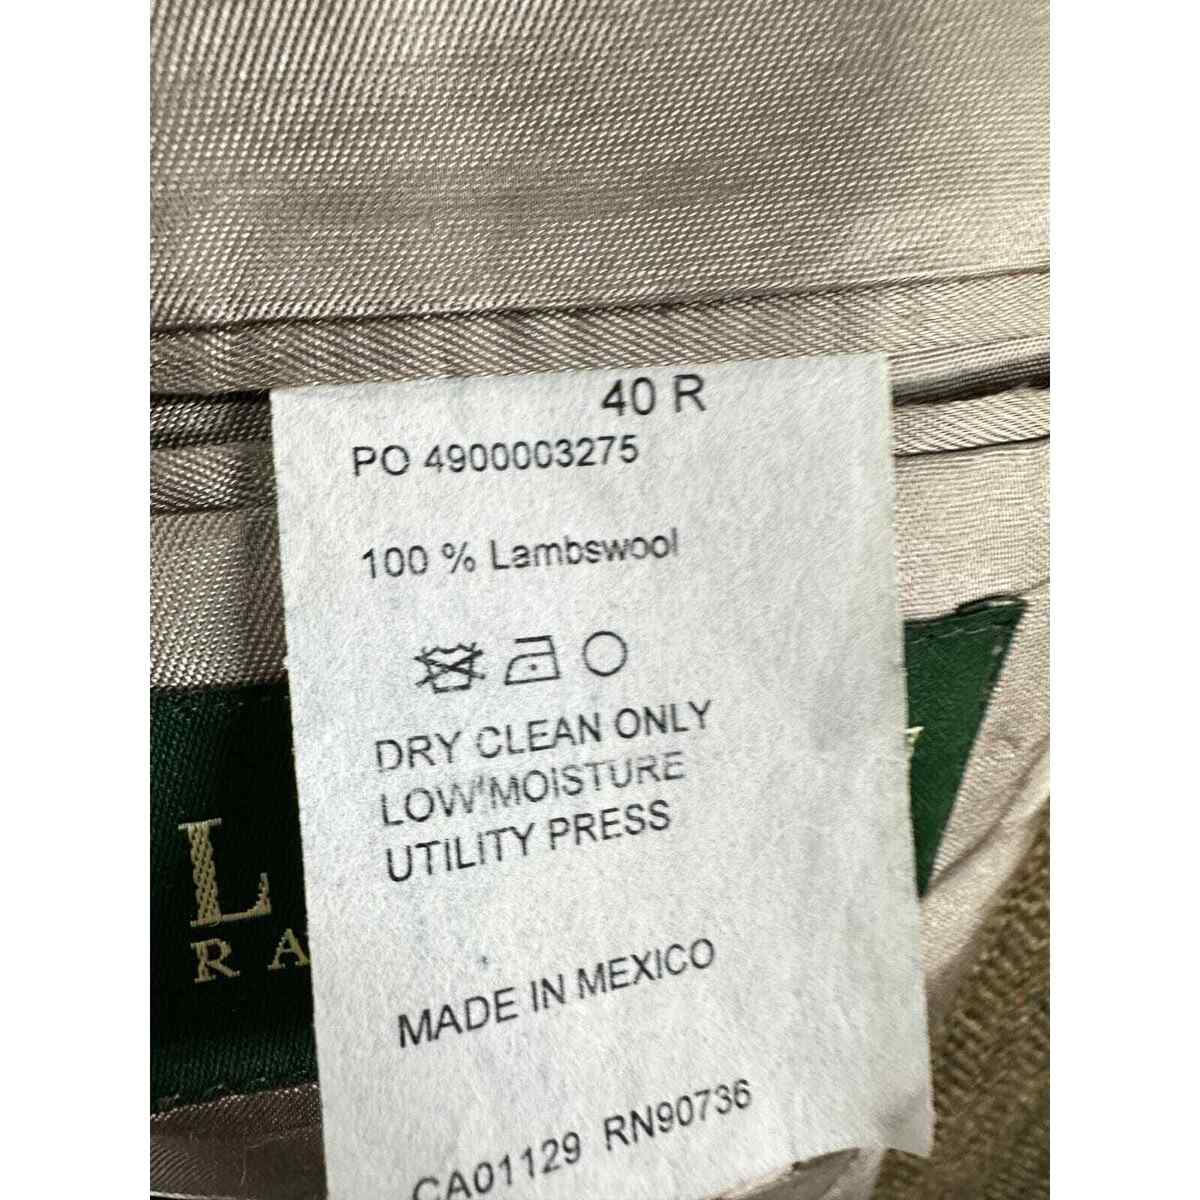 40 R
PO 4900003275
100 % Lambswool
DRY CLEAN ONLY
LOW MOISTURE
UTILITY PRESS
MADE IN MEXICO
CA01129 RN90736
L
RA